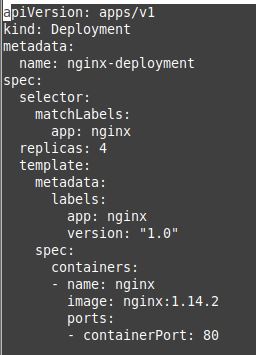 apiVersion: apps/v1
kind: Deployment
metadata:
  name: nginx-deployment
spec:
  selector:
    matchLabels:
      app: nginx
  replicas: 4
  template:
    metadata:
      labels:
        app: nginx
        version: "1.0"
    spec:
      containers:
      - name: nginx
        image: nginx:1.14.2
        ports:
        - containerPort: 80